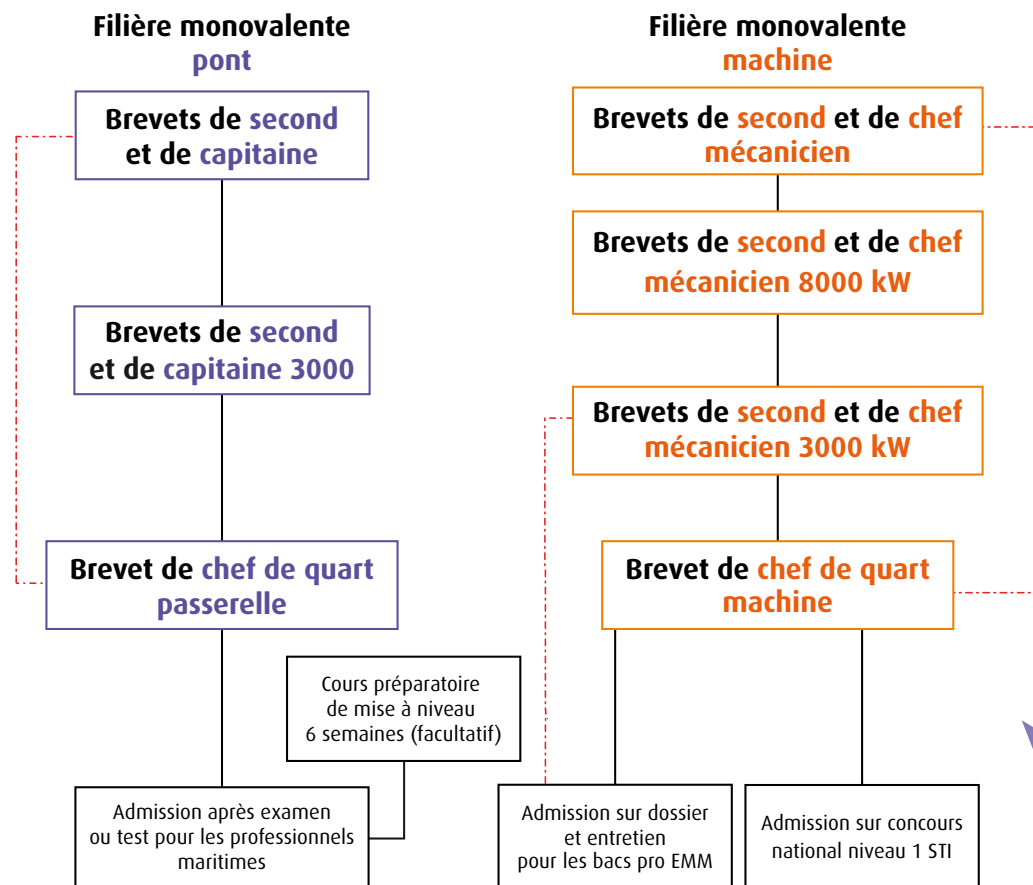 Filière monovalente
pont
Brevets de second
et de capitaine
Brevets de second
et de capitaine 3000
Brevet de chef de quart
passerelle
Cours préparatoire
de mise à niveau
6 semaines (facultatif)
Admission après examen
ou test pour les professionnels
maritimes
Filière monovalente
machine
Brevets de second et de chef
mécanicien
Brevets de second et de chef
mécanicien 8000 kW
Brevets de second et de chef
mécanicien 3000 kW
Brevet de chef de quart
machine
Admission sur dossier
et entretien
pour les bacs pro EMM
Admission sur concours
national niveau 1 STI